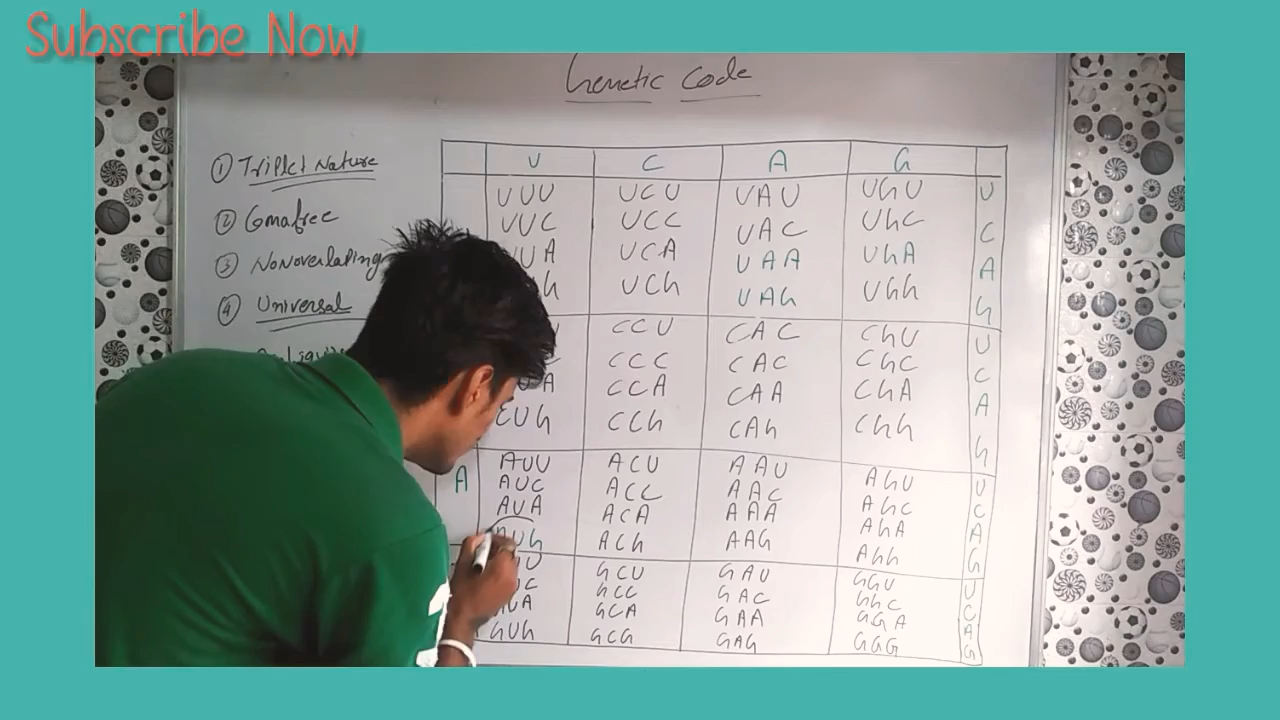 Subscribe Now
Genetic Code
① Triplet Nature
② Gmafree
③ NoNoverlaping
④ Universal
U C A G
UUU UCU UAU UGU U
UUC UCC UAC UGC C
UCA UAA UGA A
UCG UAG UGG G
CCU CAC CGU U
CCC CAC CGC C
CCA CAA CGA A
CUG CCG CAG CGG G
A AUU ACU AAU AGU U
AUC ACC AAC AGC C
AUA ACA AAA AGA A
AUG ACG AAG AGG G
GCU GAU GGU U
GCC GAC GGC C
GCA GAA GGA A
GUG GCG GAG GGG G